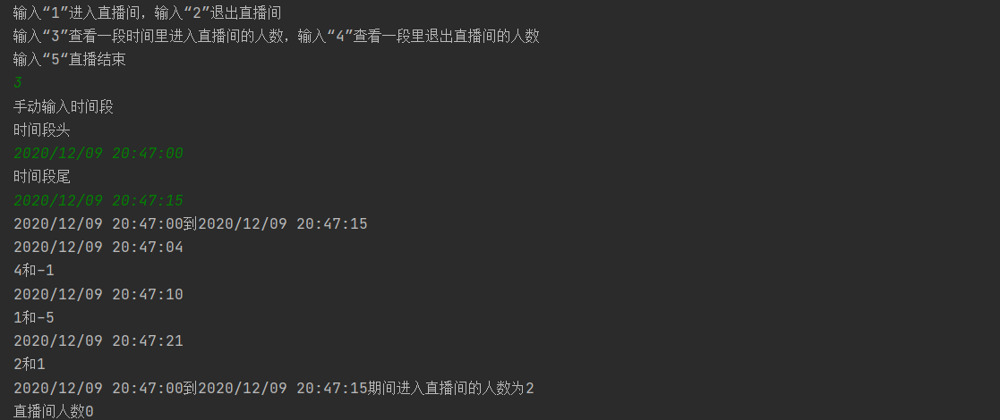 输入“1”进入直播间，输入“2”退出直播间
输入“3”查看一段时间里进入直播间的人数，输入“4”查看一段里退出直播间的人数
输入“5“直播结束
3
手动输入时间段
时间段头
2020/12/09 20:47:00
时间段尾
2020/12/09 20:47:15
2020/12/09 20:47:00到2020/12/09 20:47:15
2020/12/09 20:47:04
4和-1
2020/12/09 20:47:10
1和-5
2020/12/09 20:47:21
2和1
2020/12/09 20:47:00到2020/12/09 20:47:15期间进入直播间的人数为2
直播间人数0